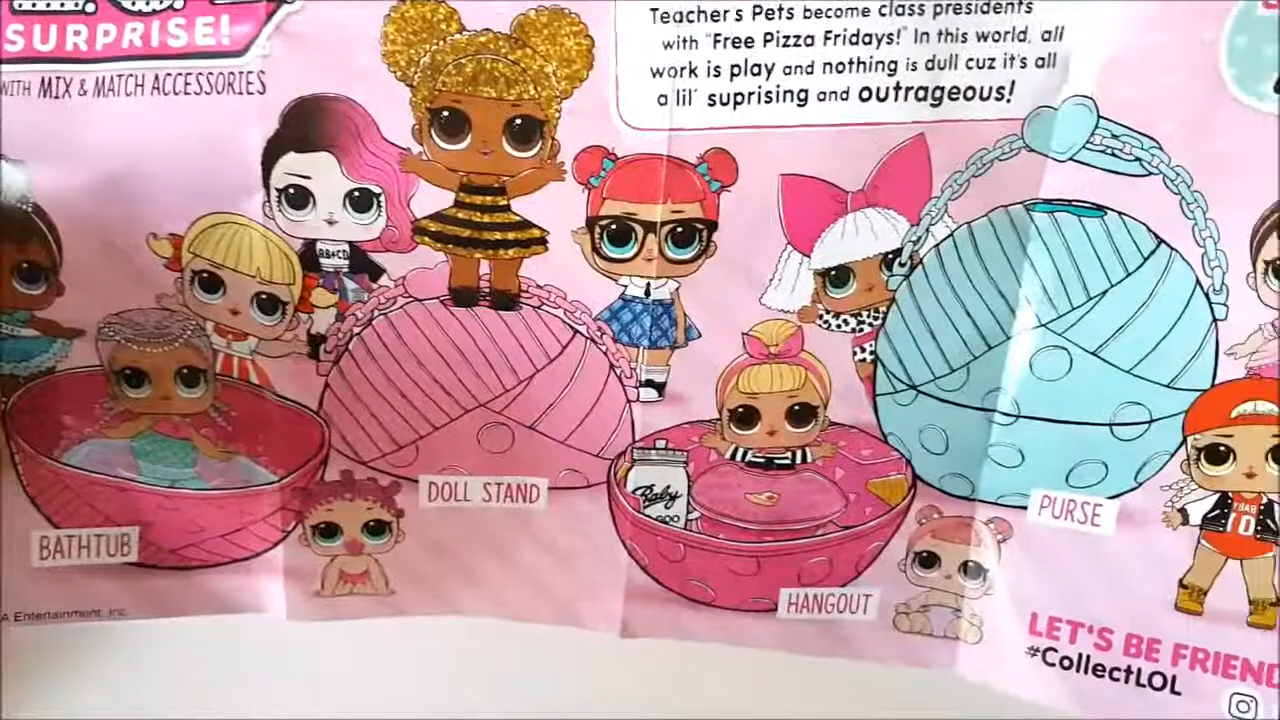 SURPRISE!
WITH MIX & MATCH ACCESSORIES
Teacher's Pets become class presidents
with "Free Pizza Fridays!" In this world, all
work is play and nothing is dull cuz it's all
a lil' suprising and outrageous!
BB+CD
DOLL STAND
BATHTUB
Baby
PURSE
HANGOUT
A Entertainment, Inc.
LET'S BE FRIEND
#CollectLOL